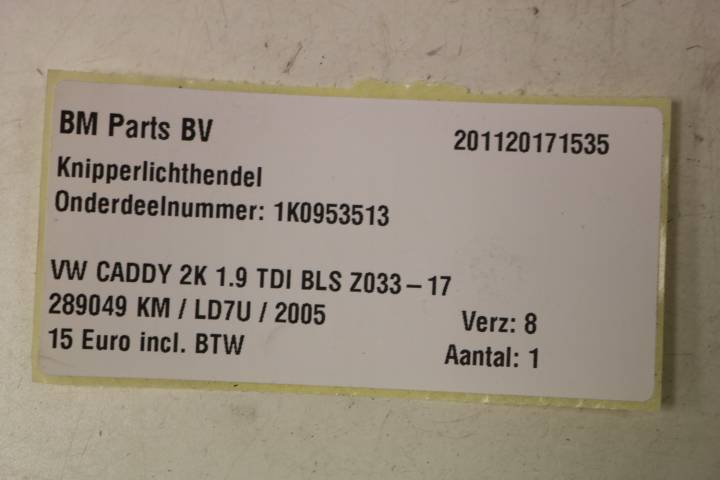 BM Parts BV 201120171535
Knipperlichthendel
Onderdeelnummer: 1K0953513
VW CADDY 2K 1.9 TDI BLS Z033-17
289049 KM / LD7U / 2005 Verz: 8
15 Euro incl. BTW Aantal: 1